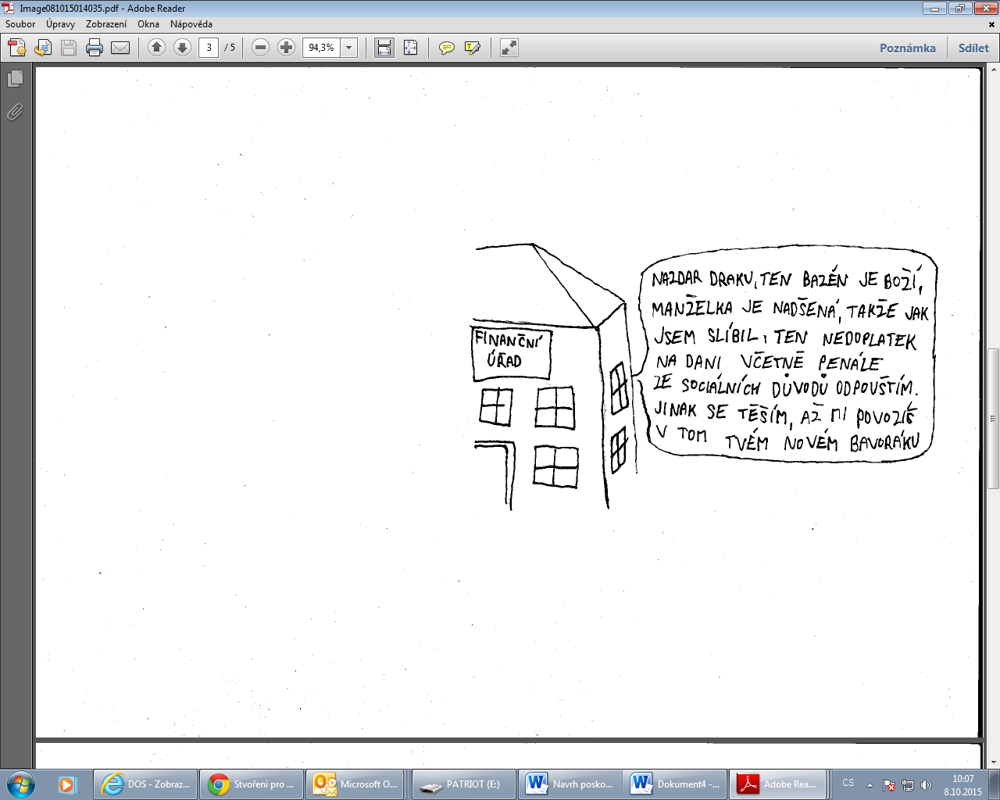 Image081015014035.pdf - Adobe Reader
Soubor Úpravy Zobrazení Okna Nápověda
3 / 5 94,3% Poznámka Sdílet
NAZDAR DRAKU, TEN BAZÉN JE BOŽÍ,
MANŽELKA JE NADŠENÁ, TAKŽE JAK
JSEM SLÍBIL, TEN NEDOPLATEK
NA DANI VČETNĚ PENÁLE
ZE SOCIÁLNÍCH DŮVODŮ ODPOUŠTÍM.
JINAK SE TĚŠÍM, AŽ MI POVOZÍŠ
V TOM TVÉM NOVÉM BAVORÁKU
FINANČNÍ
ÚŘAD
DOS - Zobraz... Stvořeni pro ... Microsoft O... PATRIOT (E:) Navrh posko... Dokument4 -... Adobe Rea... CS 10:07
8.10.2015